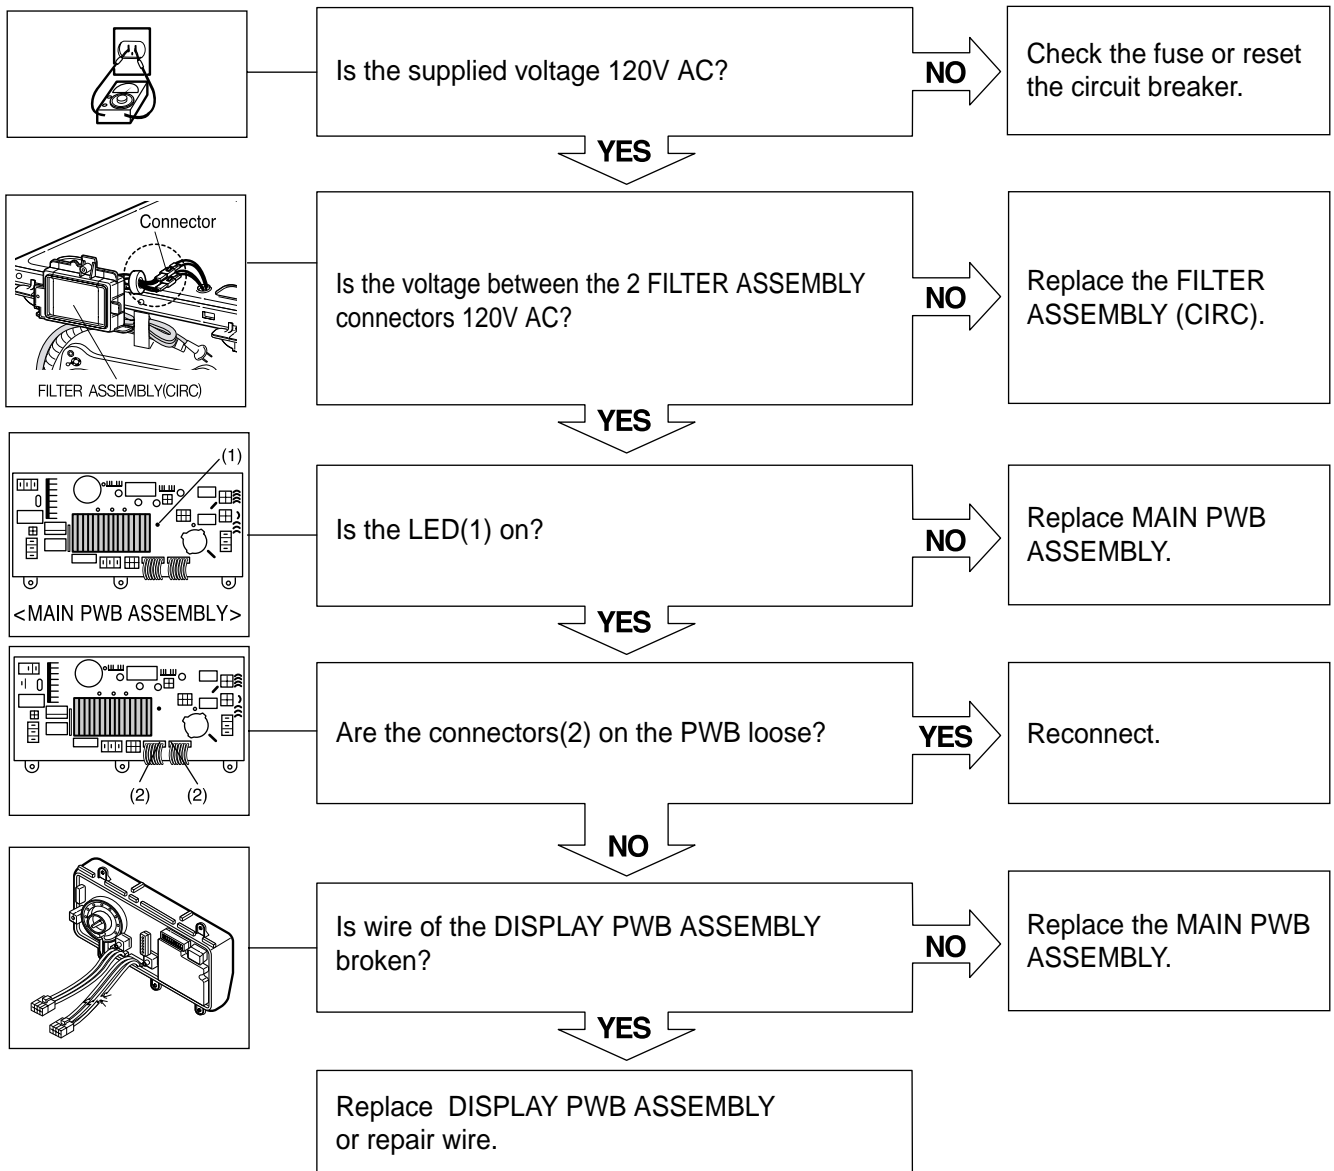 Is the supplied voltage 120V AC?
NO
Check the fuse or reset
the circuit breaker.
YES
Connector
FILTER ASSEMBLY(CIRC)
Is the voltage between the 2 FILTER ASSEMBLY
connectors 120V AC?
NO
Replace the FILTER
ASSEMBLY (CIRC).
YES
(1)
<MAIN PWB ASSEMBLY>
Is the LED(1) on?
NO
Replace MAIN PWB
ASSEMBLY.
YES
(2) (2)
Are the connectors(2) on the PWB loose?
YES
Reconnect.
NO
Is wire of the DISPLAY PWB ASSEMBLY
broken?
NO
Replace the MAIN PWB
ASSEMBLY.
YES
Replace DISPLAY PWB ASSEMBLY
or repair wire.